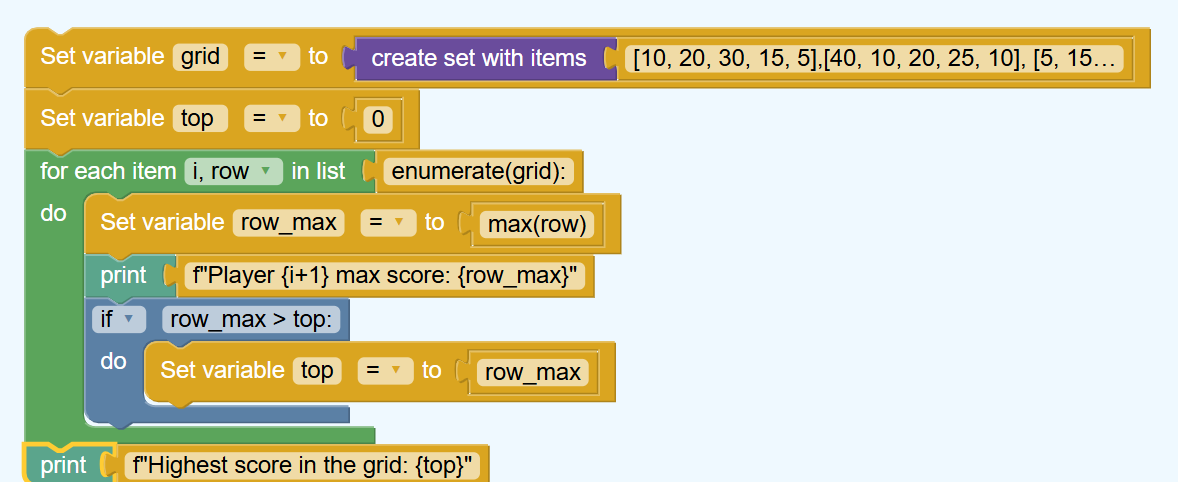 Set variable grid = to create set with items [10, 20, 30, 15, 5],[40, 10, 20, 25, 10], [5, 15…
Set variable top = to 0
for each item i, row in list enumerate(grid):
do Set variable row_max = to max(row)
print f"Player {i+1} max score: {row_max}"
if row_max > top:
do Set variable top = to row_max
print f"Highest score in the grid: {top}"